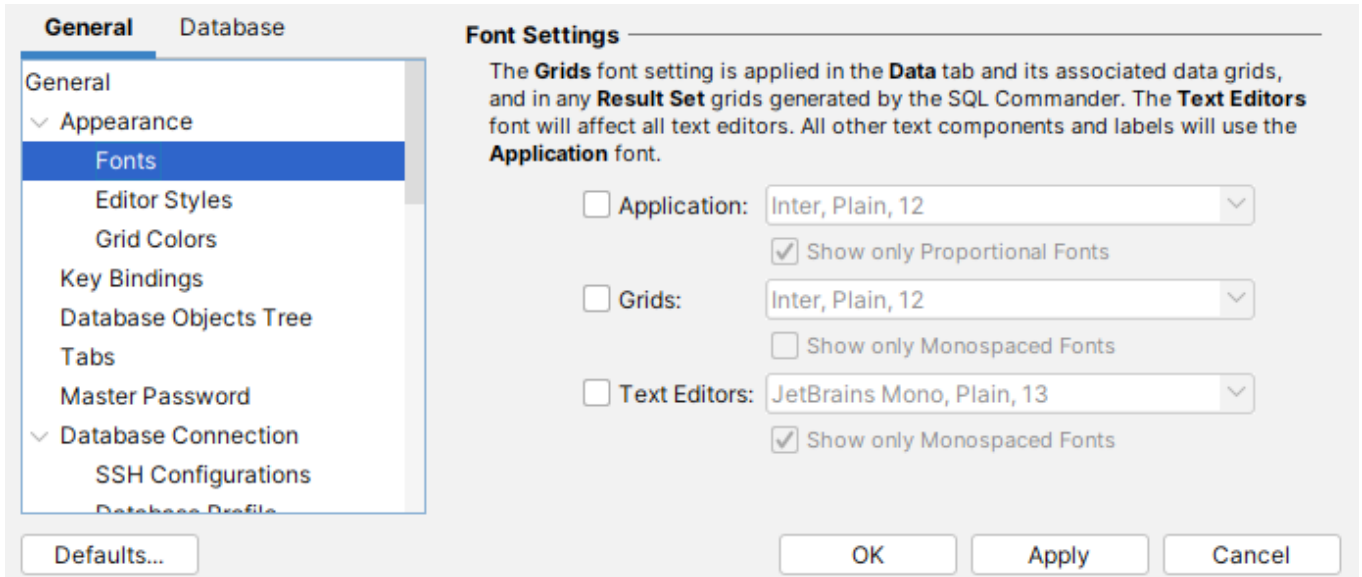 General Database
General
Appearance
Fonts
Editor Styles
Grid Colors
Key Bindings
Database Objects Tree
Tabs
Master Password
Database Connection
SSH Configurations
Database Profile
Defaults...
Font Settings
The Grids font setting is applied in the Data tab and its associated data grids,
and in any Result Set grids generated by the SQL Commander. The Text Editors
font will affect all text editors. All other text components and labels will use the
Application font.
Application: Inter, Plain, 12
Show only Proportional Fonts
Grids: Inter, Plain, 12
Show only Monospaced Fonts
Text Editors: JetBrains Mono, Plain, 13
Show only Monospaced Fonts
OK Apply Cancel